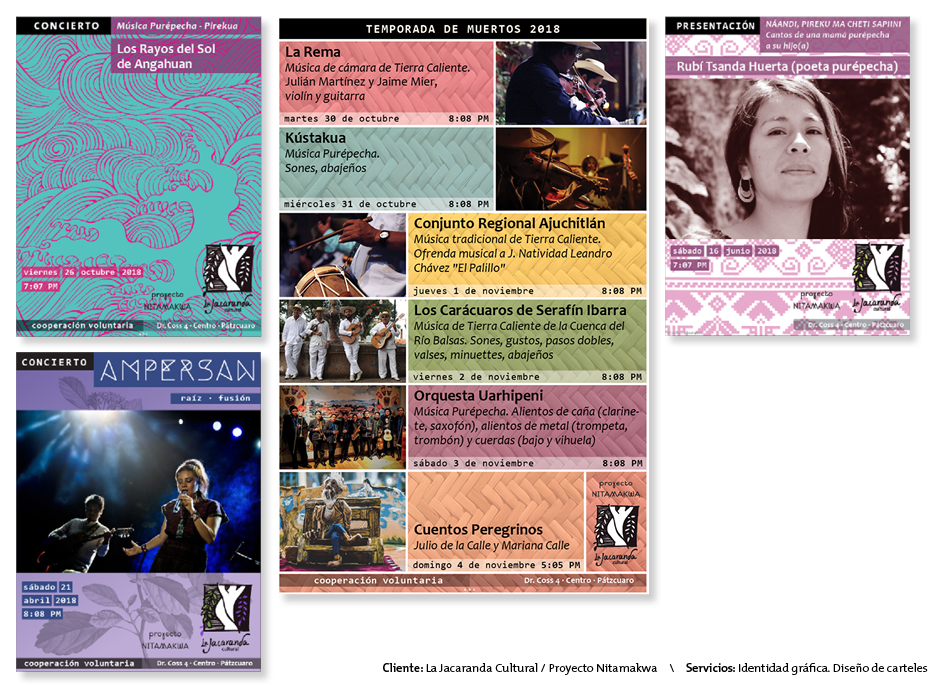 CONCIERTO
Música Purépecha - Pirekua
Los Rayos del Sol
de Angahuan
viernes 26 octubre 2018
7:07 PM
proyecto
NITAMAKWA
La Jacaranda
cultural
cooperación voluntaria
Dr. Coss 4 · Centro · Pátzcuaro
CONCIERTO
AMPERSAN
raíz · fusión
sábado 21
abril 2018
8:08 PM
proyecto
NITAMAKWA
La Jacaranda
cultural
cooperación voluntaria
Dr. Coss 4 · Centro · Pátzcuaro
TEMPORADA DE MUERTOS 2018
La Rema
Música de cámara de Tierra Caliente.
Julián Martínez y Jaime Mier,
violín y guitarra
martes 30 de octubre 8:08 PM
Kústakua
Música Purépecha.
Sones, abajeños
miércoles 31 de octubre 8:08 PM
Conjunto Regional Ajuchitlán
Música tradicional de Tierra Caliente.
Ofrenda musical a J. Natividad Leandro
Chávez "El Palillo"
jueves 1 de noviembre 8:08 PM
Los Carácuaros de Serafín Ibarra
Música de Tierra Caliente de la Cuenca del
Río Balsas. Sones, gustos, pasos dobles,
valses, minuettes, abajeños
viernes 2 de noviembre 8:08 PM
Orquesta Uarhipeni
Música Purépecha. Alientos de caña (clarine-
te, saxofón), alientos de metal (trompeta,
trombón) y cuerdas (bajo y vihuela)
sábado 3 de noviembre 8:08 PM
Cuentos Peregrinos
Julio de la Calle y Mariana Calle
domingo 4 de noviembre 5:05 PM
proyecto
NITAMAKWA
La Jacaranda
cultural
cooperación voluntaria
Dr. Coss 4 · Centro · Pátzcuaro
PRESENTACIÓN
NÁANDI, PIREKU MA CHETI SAPIINI
Cantos de una mamá purépecha
a su hijo(a)
Rubí Tsanda Huerta (poeta purépecha)
sábado 16 junio 2018
7:07 PM
proyecto
NITAMAKWA
La Jacaranda
cultural
Dr. Coss 4 · Centro · Pátzcuaro
Cliente: La Jacaranda Cultural / Proyecto Nitamakwa \ Servicios: Identidad gráfica. Diseño de carteles